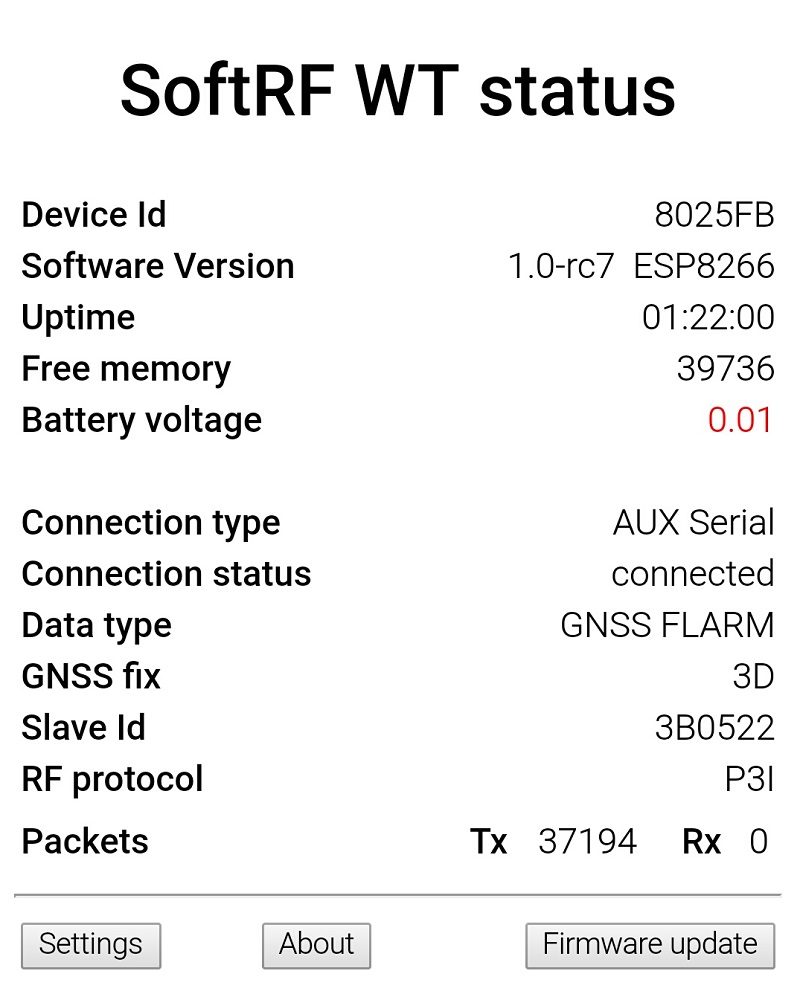 SoftRF WT status
Device Id 8025FB
Software Version 1.0-rc7 ESP8266
Uptime 01:22:00
Free memory 39736
Battery voltage 0.01
Connection type AUX Serial
Connection status connected
Data type GNSS FLARM
GNSS fix 3D
Slave Id 3B0522
RF protocol P3I
Packets Tx 37194 Rx 0
Settings About Firmware update